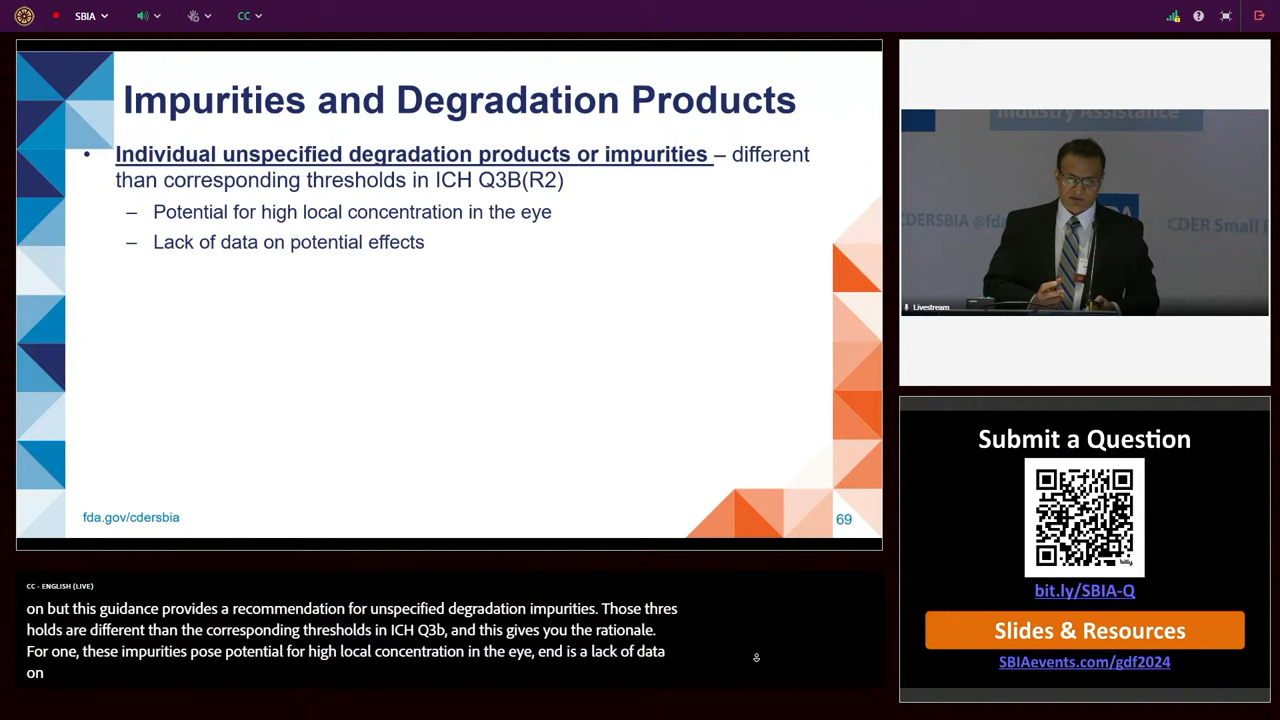 SBIA
CC
Impurities and Degradation Products
• Individual unspecified degradation products or impurities – different
than corresponding thresholds in ICH Q3B(R2)
– Potential for high local concentration in the eye
– Lack of data on potential effects
fda.gov/cdersbia
69
Industry Assistance
CDERSBIA @fda
CDER Small
Livestream
Submit a Question
bitly
bit.ly/SBIA-Q
Slides & Resources
SBIAevents.com/gdf2024
CC - ENGLISH (LIVE)
on but this guidance provides a recommendation for unspecified degradation impurities. Those thres
holds are different than the corresponding thresholds in ICH Q3b, and this gives you the rationale.
For one, these impurities pose potential for high local concentration in the eye, end is a lack of data
on